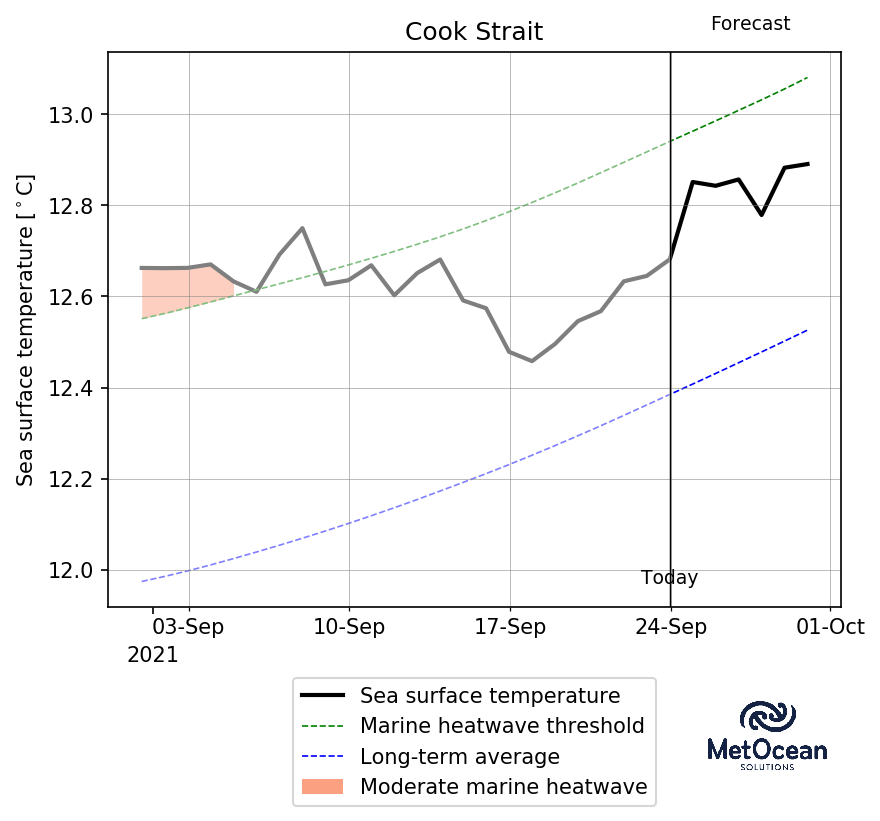 Forecast
Cook Strait
Sea surface temperature [°C]
13.0
12.8
12.6
12.4
12.2
12.0
Today
03-Sep 10-Sep 17-Sep 24-Sep 01-Oct
2021
Sea surface temperature
Marine heatwave threshold
Long-term average
Moderate marine heatwave
MetOcean
SOLUTIONS